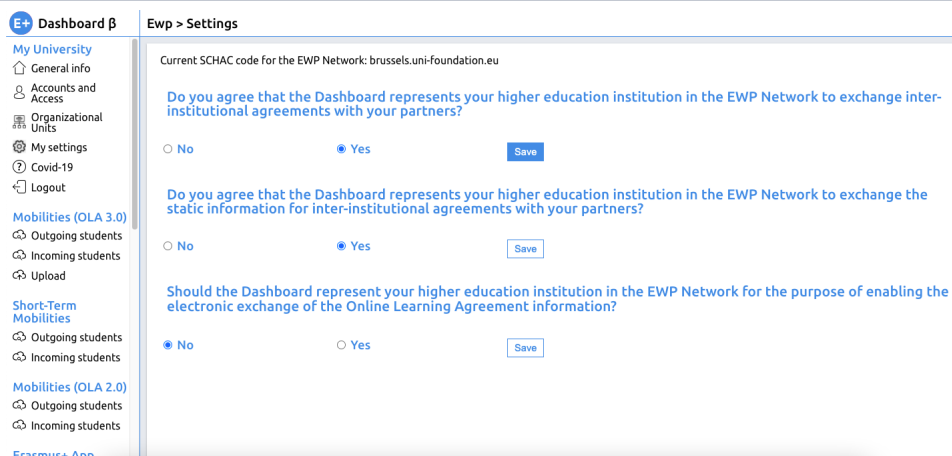 E+ Dashboard β
Ewp > Settings
My University
General info
Accounts and
Access
Organizational
Units
My settings
Covid-19
Logout
Mobilities (OLA 3.0)
Outgoing students
Incoming students
Upload
Short-Term
Mobilities
Outgoing students
Incoming students
Mobilities (OLA 2.0)
Outgoing students
Incoming students
Erasmus+ App
Current SCHAC code for the EWP Network: brussels.uni-foundation.eu
Do you agree that the Dashboard represents your higher education institution in the EWP Network to exchange inter-
institutional agreements with your partners?
No Yes Save
Do you agree that the Dashboard represents your higher education institution in the EWP Network to exchange the
static information for inter-institutional agreements with your partners?
No Yes Save
Should the Dashboard represent your higher education institution in the EWP Network for the purpose of enabling the
electronic exchange of the Online Learning Agreement information?
No Yes Save